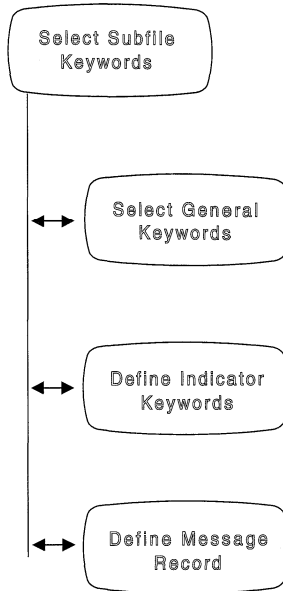 Select Subfile
Keywords
Select General
Keywords
Define Indicator
Keywords
Define Message
Record